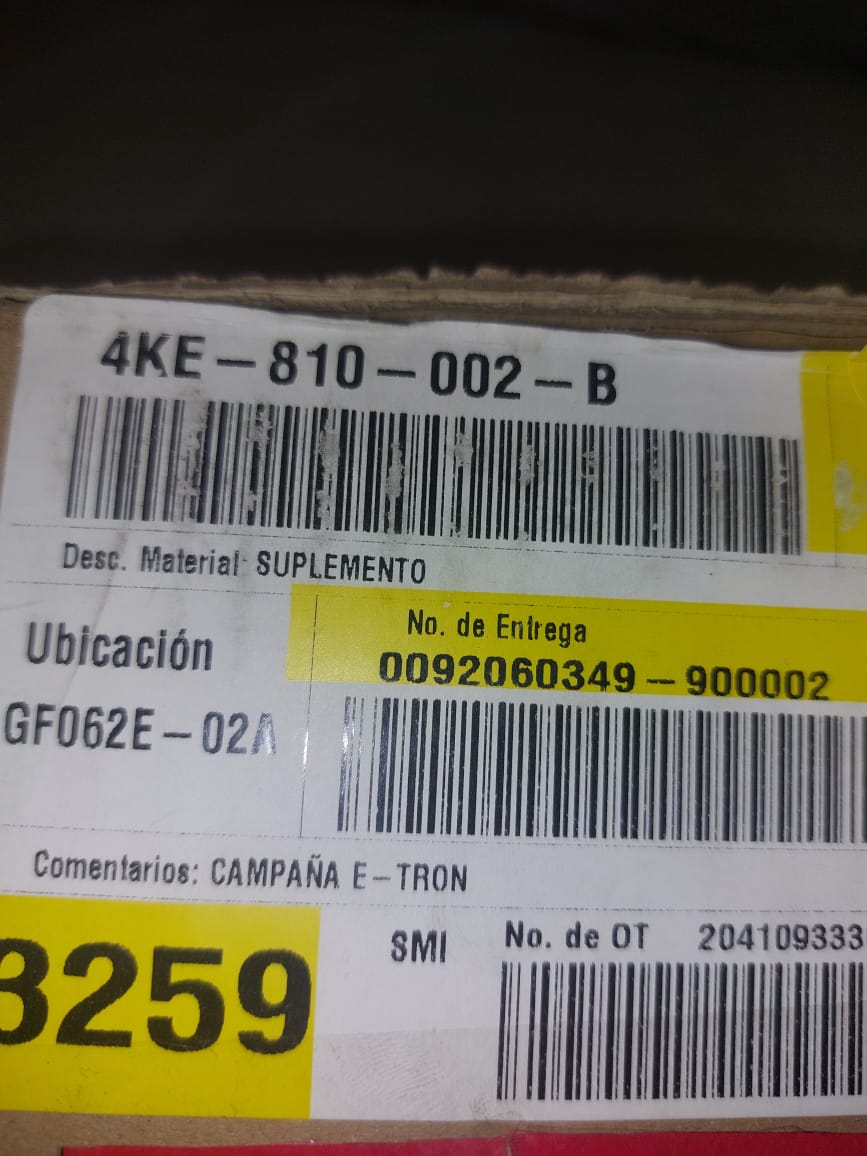 4KE-810-002-B
Desc. Material: SUPLEMENTO
No. de Entrega
0092060349-900002
Ubicación
GF062E-02A
Comentarios: CAMPAÑA E-TRON
3259
SMI
No. de OT 204109333